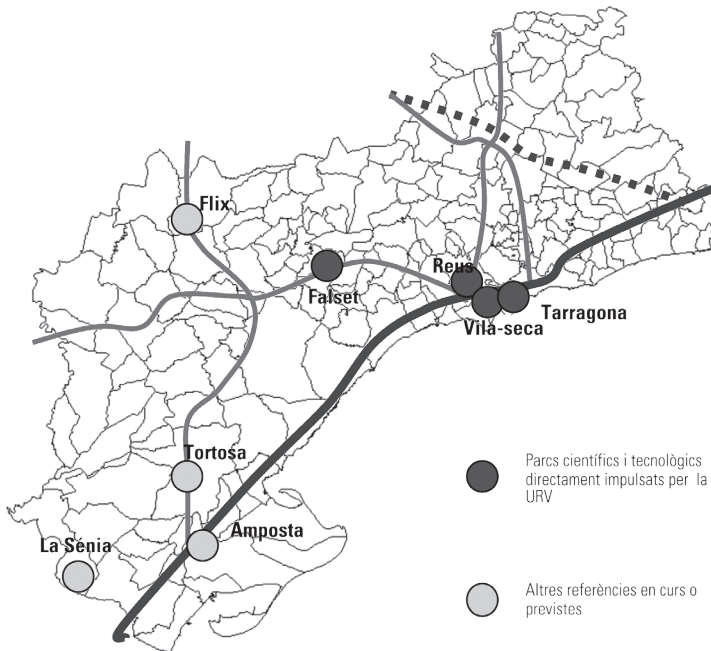 Flix
Reus
Falset
Tarragona
Vila-seca
Tortosa
Amposta
La Sénia
Parcs científics i tecnològics
directament impulsats per la
URV
Altres referències en curs o
previstes